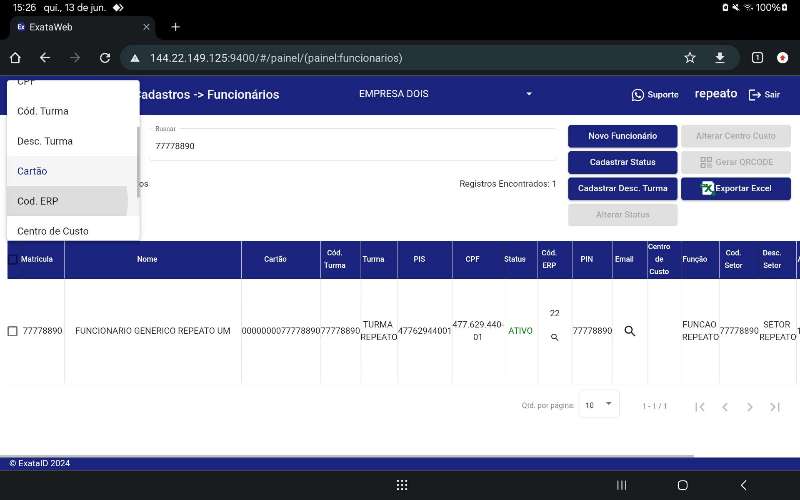 15:26 qui., 13 de jun.
100%
Ex ExataWeb
144.22.149.125:9400/#/painel/(painel:funcionarios)
1
Cadastros -> Funcionários
EMPRESA DOIS
Suporte
repeato
Sair
CPF
Cód. Turma
Desc. Turma
Cartão
Cod. ERP
Centro de Custo
Buscar
77778890
os
Registros Encontrados: 1
Novo Funcionário
Alterar Centro Custo
Cadastrar Status
Gerar QRCODE
Cadastrar Desc. Turma
Exportar Excel
Alterar Status
Matricula
Nome
Cartão
Cód. Turma
Turma
PIS
CPF
Status
Cód. ERP
PIN
Email
Centro de Custo
Função
Cod. Setor
Desc. Setor
77778890
FUNCIONARIO GENERICO REPEATO UM
00000000077778890
77778890
TURMA REPEATO
47762944001
477.629.440-01
ATIVO
22
77778890
FUNCAO REPEATO
77778890
SETOR REPEATO
Qtd. por página:
10
1 - 1 / 1
© ExataID 2024